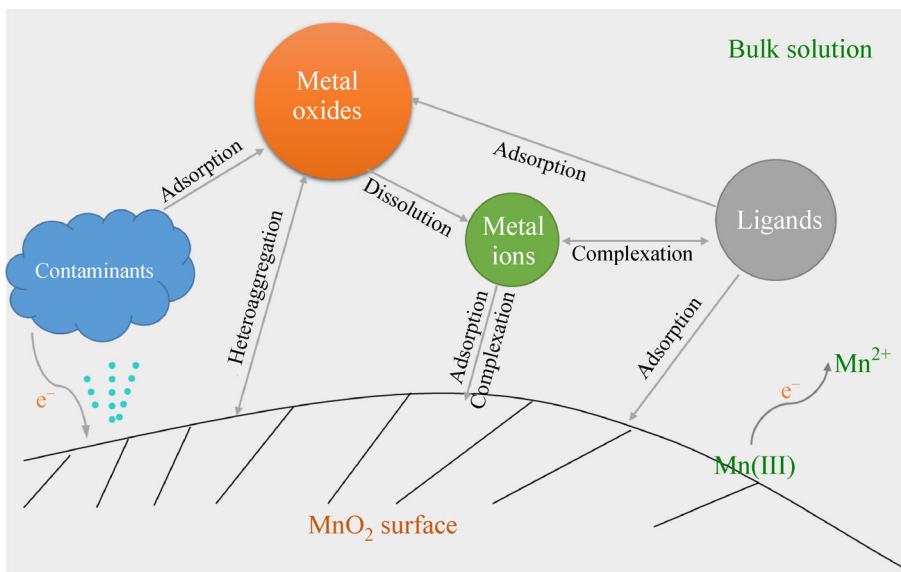 Bulk solution
Metal
oxides
Adsorption
Adsorption
Dissolution
Metal
ions
Ligands
Complexation
Contaminants
Heteroaggregation
Adsorption
Complexation
Adsorption
Mn²⁺
e⁻
e⁻
Mn(III)
MnO₂ surface